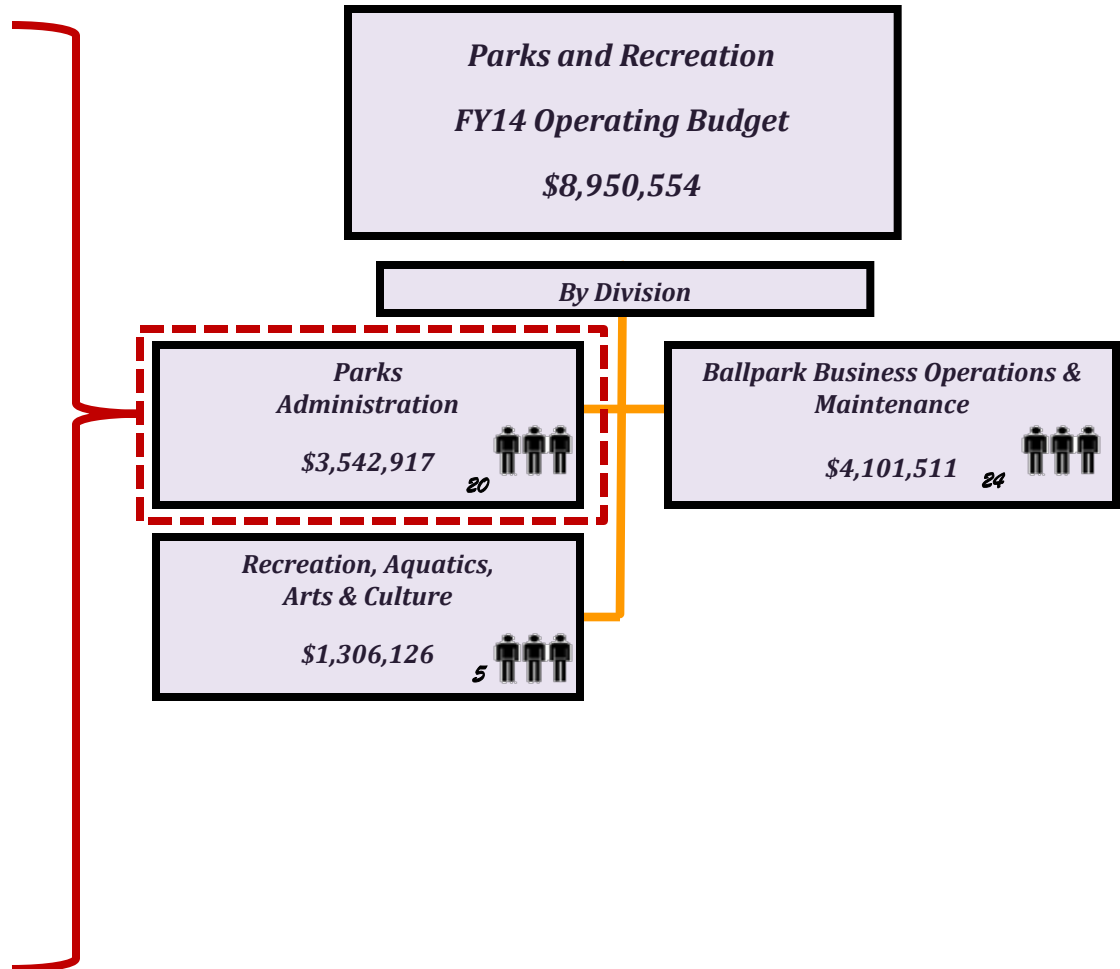 Parks and Recreation
FY14 Operating Budget
$8,950,554
By Division
Parks
Administration
$3,542,917
20
Ballpark Business Operations &
Maintenance
$4,101,511
24
Recreation, Aquatics,
Arts & Culture
$1,306,126
5